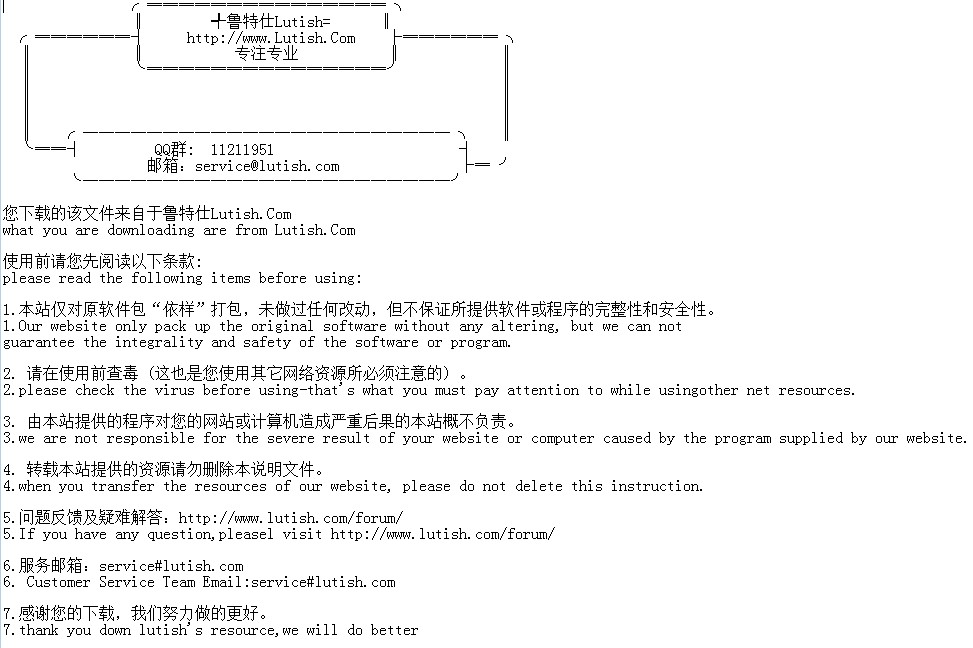 ╋鲁特仕Lutish=
http://www.Lutish.Com
专注专业
QQ群: 11211951
邮箱: service@lutish.com
您下载的该文件来自于鲁特仕Lutish.Com
what you are downloading are from Lutish.Com
使用前请您先阅读以下条款:
please read the following items before using:
1.本站仅对原软件包“依样”打包，未做过任何改动，但不保证所提供软件或程序的完整性和安全性。
1.Our website only pack up the original software without any altering, but we can not
guarantee the integrality and safety of the software or program.
2. 请在使用前查毒 (这也是您使用其它网络资源所必须注意的) 。
2.please check the virus before using-that's what you must pay attention to while usingother net resources.
3. 由本站提供的程序对您的网站或计算机造成严重后果的本站概不负责。
3.we are not responsible for the severe result of your website or computer caused by the program supplied by our website.
4. 转载本站提供的资源请勿删除本说明文件。
4.when you transfer the resources of our website, please do not delete this instruction.
5.问题反馈及疑难解答: http://www.lutish.com/forum/
5.If you have any question,pleasel visit http://www.lutish.com/forum/
6.服务邮箱: service#lutish.com
6. Customer Service Team Email:service#lutish.com
7.感谢您的下载，我们努力做的更好。
7.thank you down lutish's resource,we will do better